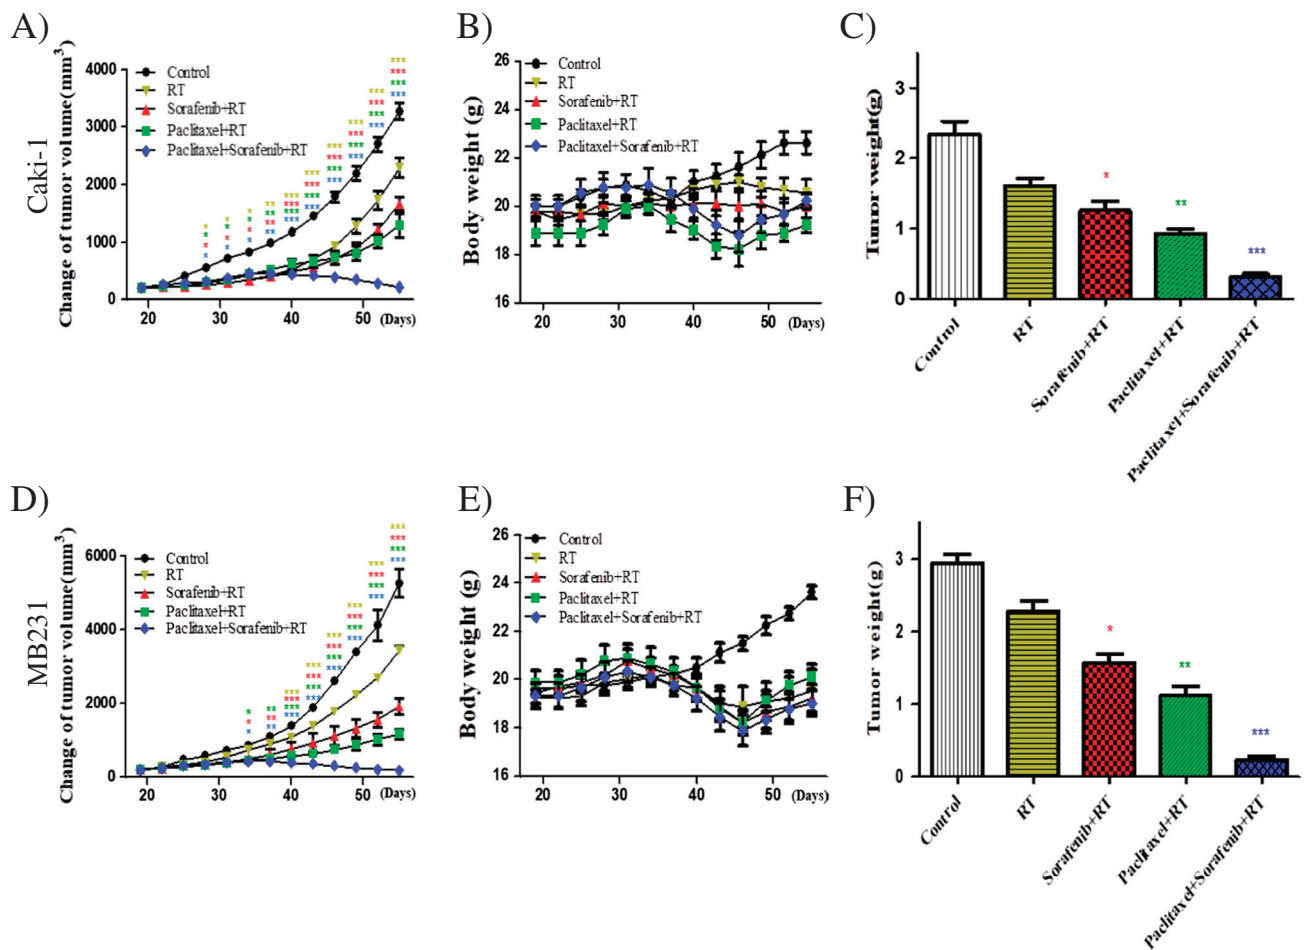 A)
B)
C)
Caki-1
Change of tumor volume(mm³)
4000
3000
2000
1000
0
Control
RT
Sorafenib+RT
Paclitaxel+RT
Paclitaxel+Sorafenib+RT
***
***
***
***
20
30
40
50
(Days)
Body weight (g)
26
24
22
20
18
16
Control
RT
Sorafenib+RT
Paclitaxel+RT
Paclitaxel+Sorafenib+RT
20
30
40
50
(Days)
Tumor weight(g)
3
2
1
0
*
**
***
Control
RT
Sorafenib+RT
Paclitaxel+RT
Paclitaxel+Sorafenib+RT
D)
E)
F)
MB231
Change of tumor volume(mm³)
6000
4000
2000
0
Control
RT
Sorafenib+RT
Paclitaxel+RT
Paclitaxel+Sorafenib+RT
***
***
***
***
20
30
40
50
(Days)
Body weight (g)
26
24
22
20
18
16
Control
RT
Sorafenib+RT
Paclitaxel+RT
Paclitaxel+Sorafenib+RT
20
30
40
50
(Days)
Tumor weight(g)
3
2
1
0
*
**
***
Control
RT
Sorafenib+RT
Paclitaxel+RT
Paclitaxel+Sorafenib+RT